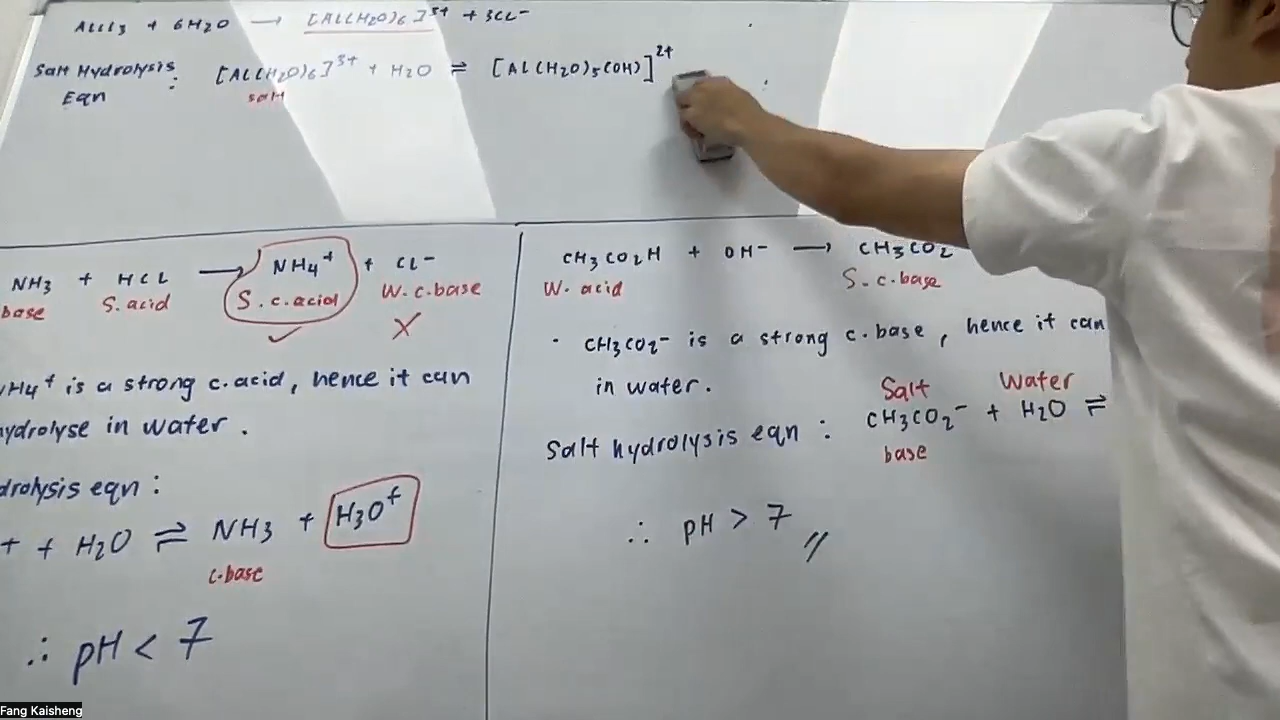 AlCl3 + 6H2O → [Al(H2O)6]3+ + 3Cl-
Salt Hydrolysis Eqn : [Al(H2O)6]3+ + H2O ⇌ [Al(H2O)5(OH)]2+
salt
NH3 + HCl → NH4+ + Cl-
base S. acid S. c. acid W. c. base
✓ X
NH4+ is a strong c. acid, hence it can
hydrolyse in water.
drolysis eqn :
+ + H2O ⇌ NH3 + H3O+
c. base
∴ pH < 7
CH3CO2H + OH- → CH3CO2
W. acid S. c. base
· CH3CO2- is a strong c. base, hence it can
in water.
Salt Water
Salt hydrolysis eqn : CH3CO2- + H2O ⇌
base
∴ pH > 7 //
Fang Kaisheng